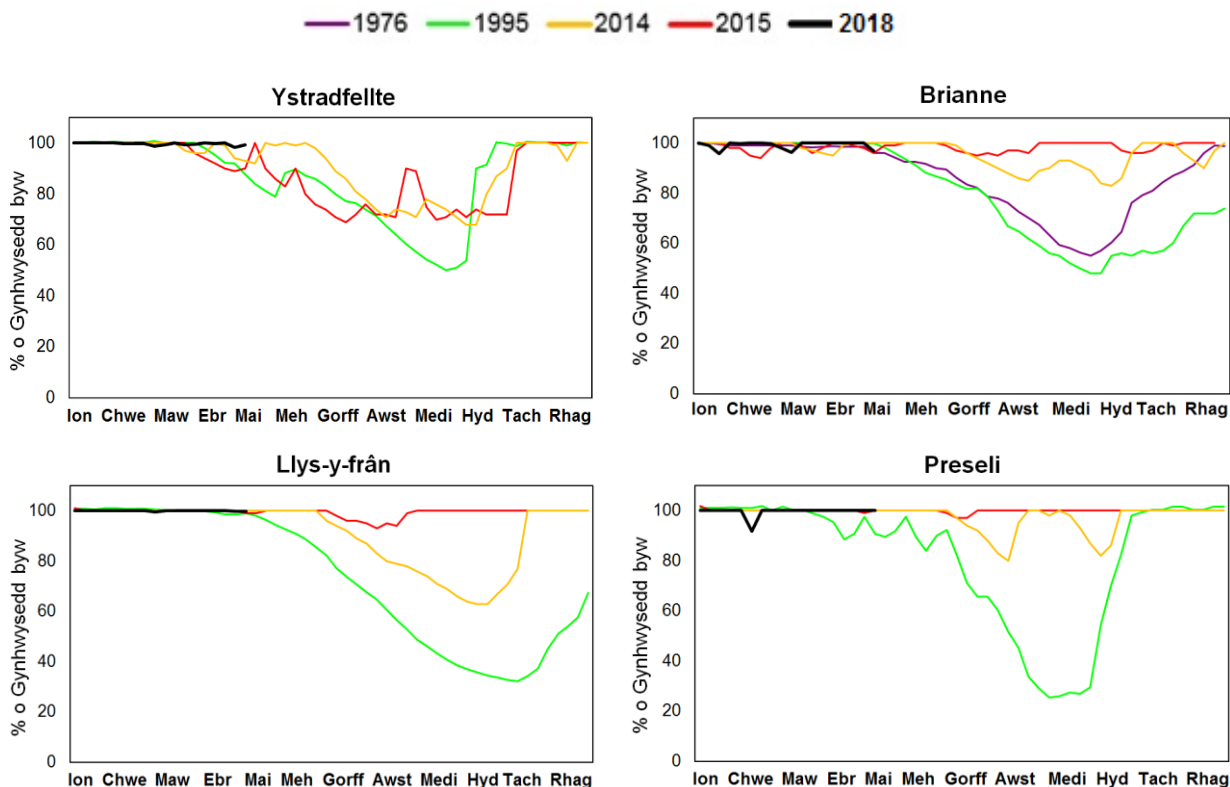 1976 1995 2014 2015 2018
Ystradfellte
% o Gynhwysedd byw
100
80
60
40
20
0
Ion Chwe Maw Ebr Mai Meh Gorff Awst Medi Hyd Tach Rhag
Brianne
% o Gynhwysedd byw
100
80
60
40
20
0
Ion Chwe Maw Ebr Mai Meh Gorff Awst Medi Hyd Tach Rhag
Llys-y-frân
% o Gynhwysedd byw
100
80
60
40
20
0
Ion Chwe Maw Ebr Mai Meh Gorff Awst Medi Hyd Tach Rhag
Preseli
% o Gynhwysedd byw
100
80
60
40
20
0
Ion Chwe Maw Ebr Mai Meh Gorff Awst Medi Hyd Tach Rhag